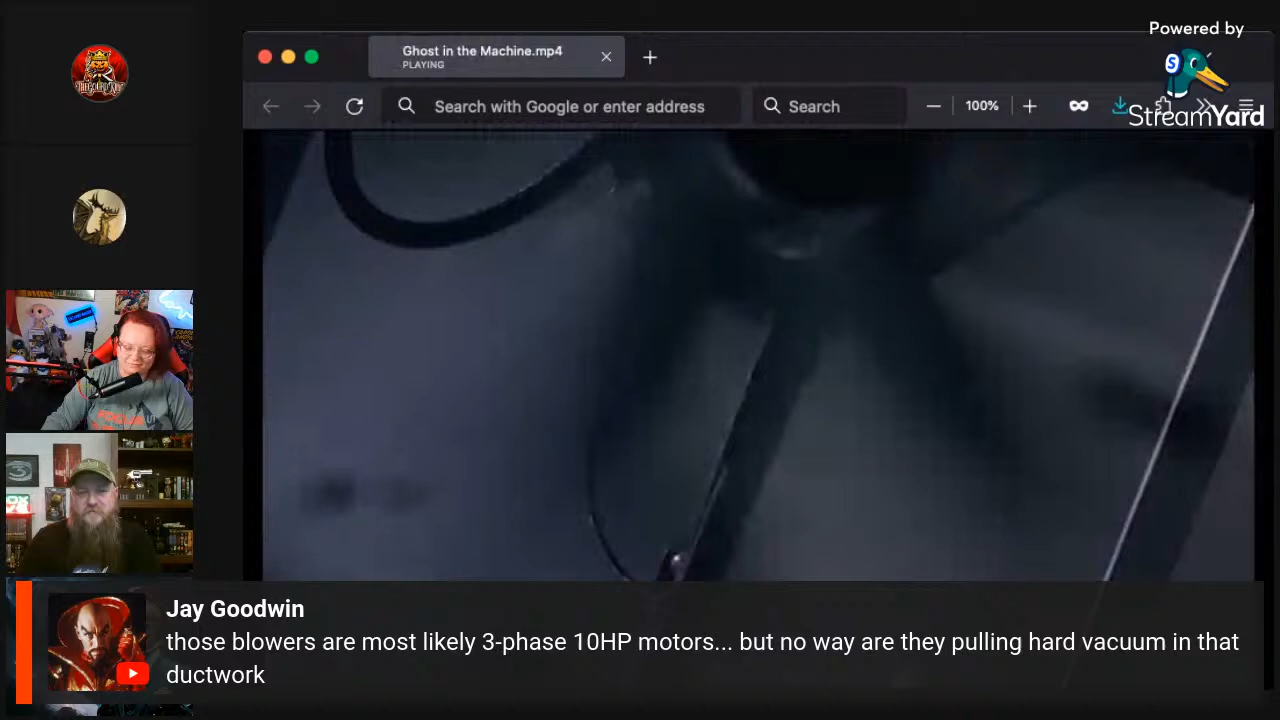 Powered by
StreamYard
THEGOURDKING
Ghost in the Machine.mp4
PLAYING
Search with Google or enter address
Search
100%
Jay Goodwin
those blowers are most likely 3-phase 10HP motors... but no way are they pulling hard vacuum in that
ductwork